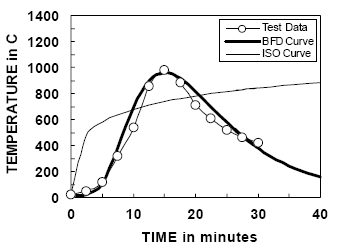 1400
1200
1000
800
600
400
200
0
TEMPERATURE in C
Test Data
BFD Curve
ISO Curve
0 10 20 30 40
TIME in minutes